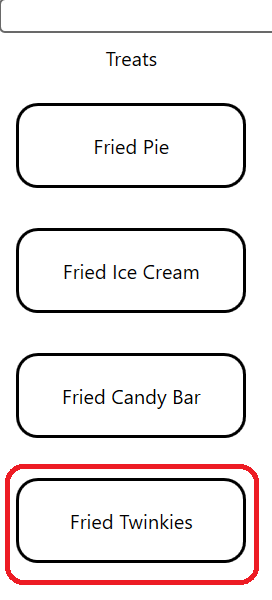 Treats
Fried Pie
Fried Ice Cream
Fried Candy Bar
Fried Twinkies